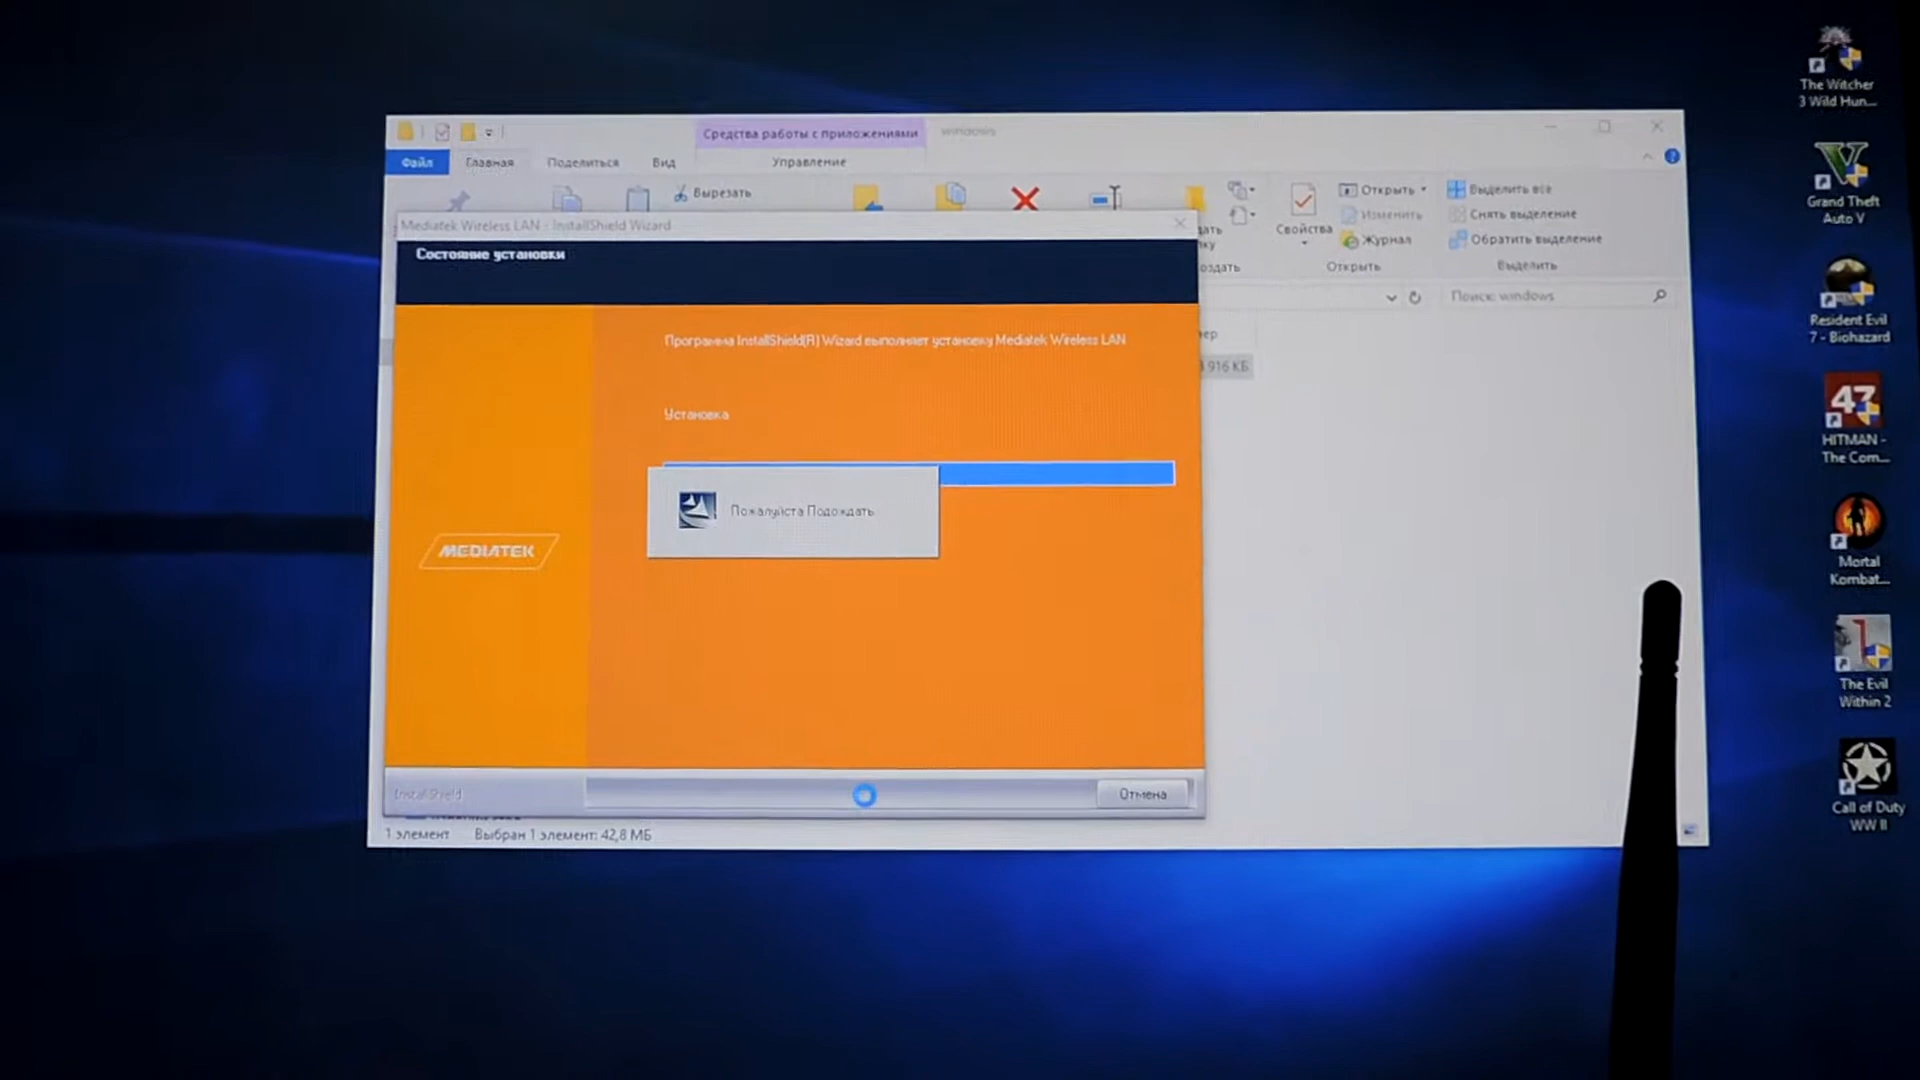 Средства работы с приложениями
windows
Файл
Главная
Поделиться
Вид
Управление
Вырезать
Открыть
Выделить все
Изменить
Снять выделение
Свойства
Журнал
Обратить выделение
Открыть
Выделить
Поиск: windows
916 КБ
Mediatek Wireless LAN - InstallShield Wizard
Состояние установки
Программа InstallShield(R) Wizard выполняет установку Mediatek Wireless LAN
Установка
Пожалуйста Подождать
MEDIATEK
InstallShield
Отмена
1 элемент
Выбран 1 элемент: 42,8 МБ
The Witcher
3 Wild Hun...
Grand Theft
Auto V
Resident Evil
7 - Biohazard
47
HITMAN -
The Com...
Mortal
Kombat...
The Evil
Within 2
Call of Duty
WW II